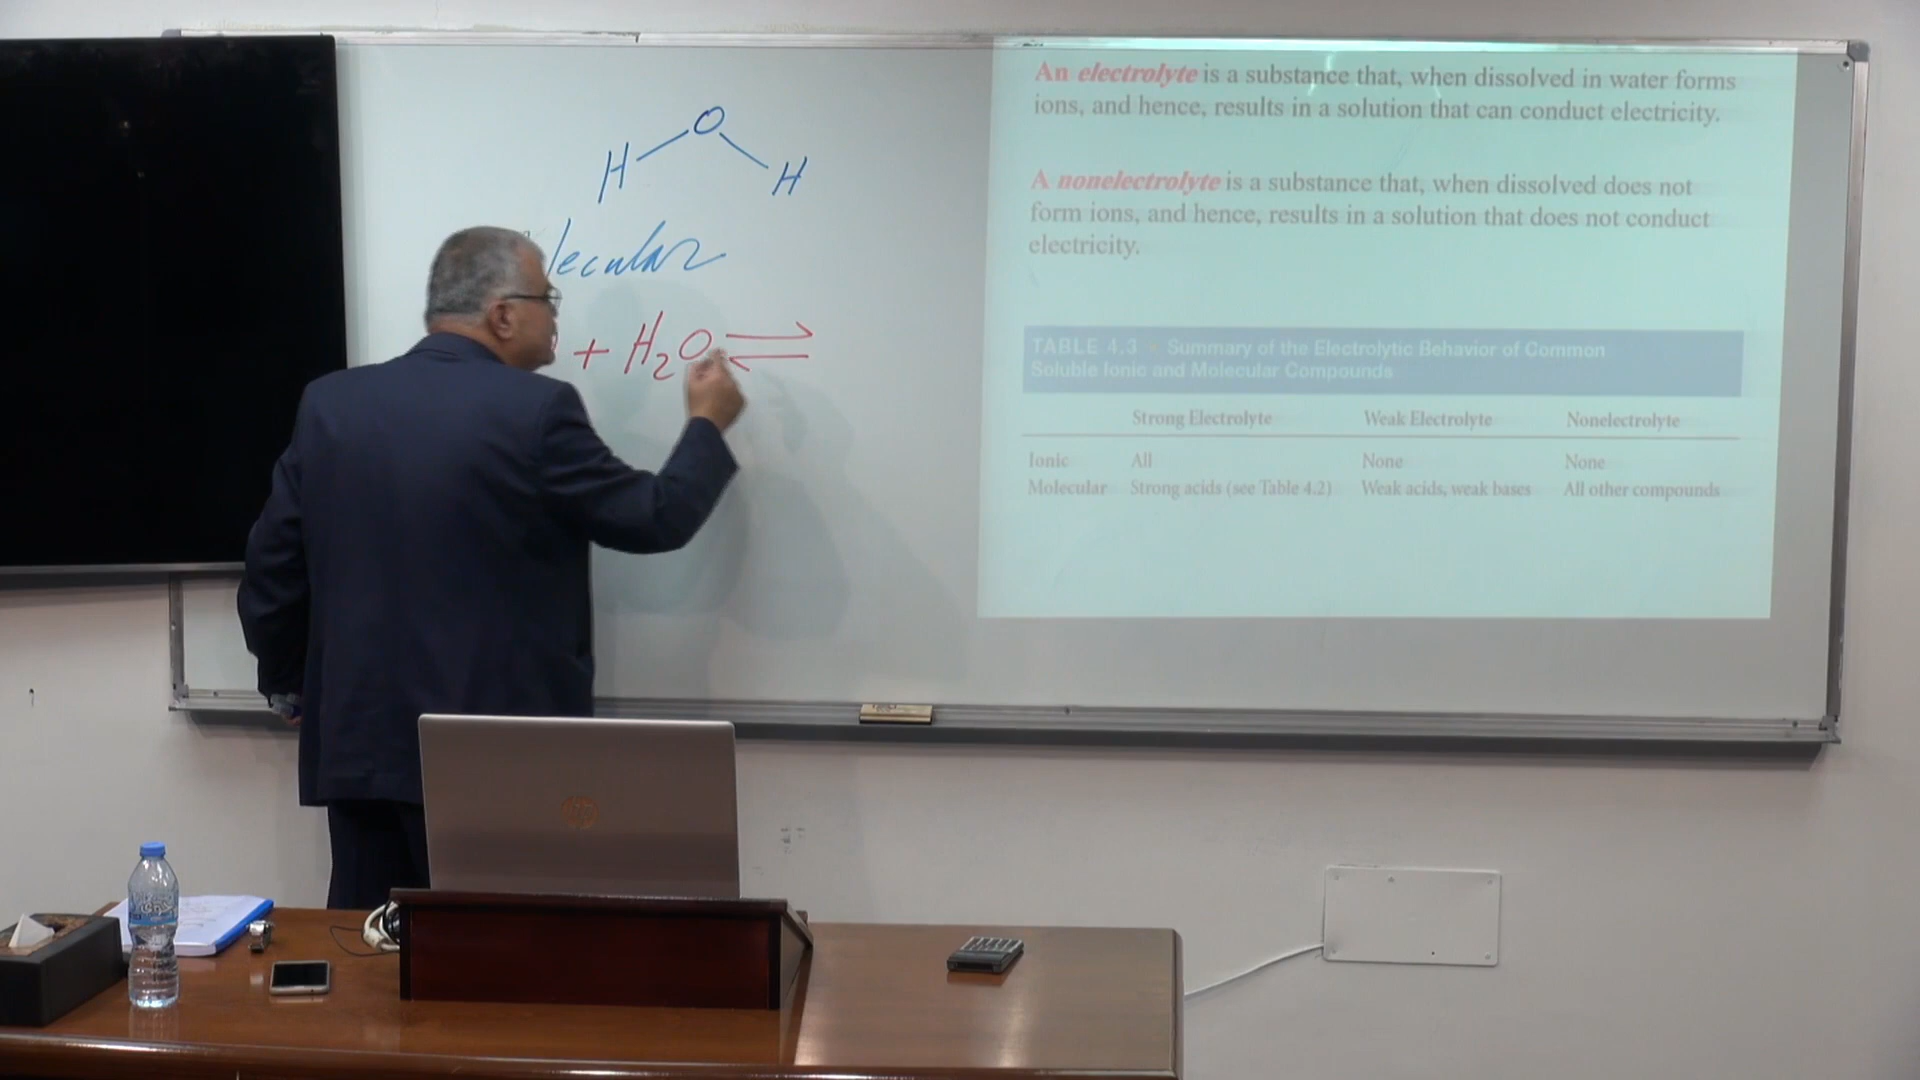 O
H H
lecular
+ H2O ⇌
An electrolyte is a substance that, when dissolved in water forms
ions, and hence, results in a solution that can conduct electricity.
A nonelectrolyte is a substance that, when dissolved does not
form ions, and hence, results in a solution that does not conduct
electricity.
TABLE 4.3 • Summary of the Electrolytic Behavior of Common
Soluble Ionic and Molecular Compounds
Strong Electrolyte Weak Electrolyte Nonelectrolyte
Ionic All None None
Molecular Strong acids (see Table 4.2) Weak acids, weak bases All other compounds
hp